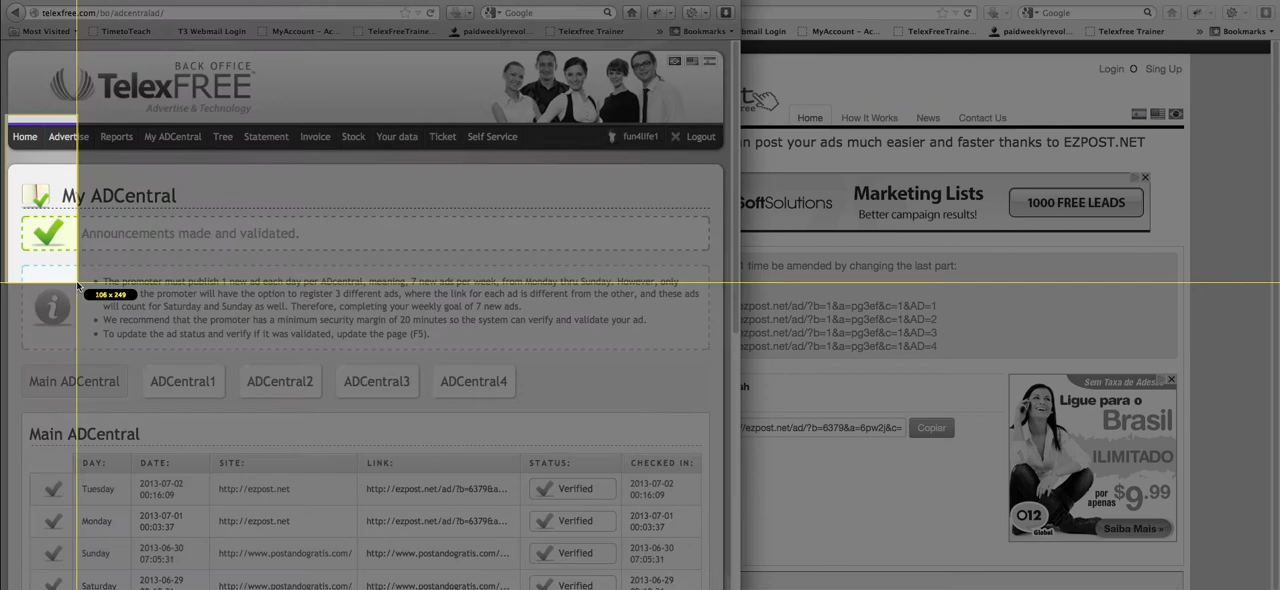 telexfree.com/bo/adcentralad/
Google
Google
Most Visited
TimetoTeach
T3 Webmail Login
MyAccount – Ac...
TelexFreeTraine...
paidweeklyrevol...
Telexfree Trainer
»
Bookmarks
bmail Login
MyAccount – Ac...
TelexFreeTraine...
paidweeklyrevol...
Telexfree Trainer
»
Bookmarks
BACK OFFICE
TelexFREE
Advertise & Technology
Home
Advertise
Reports
My ADCentral
Tree
Statement
Invoice
Stock
Your data
Ticket
Self Service
fun4life1
Logout
My ADCentral
Announcements made and validated.
• The promoter must publish 1 new ad each day per ADcentral, meaning, 7 new ads per week, from Monday thru Sunday. However, only
the promoter will have the option to register 3 different ads, where the link for each ad is different from the other, and these ads
will count for Saturday and Sunday as well. Therefore, completing your weekly goal of 7 new ads.
• We recommend that the promoter has a minimum security margin of 20 minutes so the system can verify and validate your ad.
• To update the ad status and verify if it was validated, update the page (F5).
106 x 249
Main ADCentral
ADCentral1
ADCentral2
ADCentral3
ADCentral4
Main ADCentral
DAY:
DATE:
SITE:
LINK:
STATUS:
CHECKED IN:
Tuesday
2013-07-02
00:16:09
http://ezpost.net
http://ezpost.net/ad/?b=6379&a...
Verified
2013-07-02
00:16:09
Monday
2013-07-01
00:03:37
http://ezpost.net
http://ezpost.net/ad/?b=6379&a...
Verified
2013-07-01
00:03:37
Sunday
2013-06-30
07:05:31
http://www.postandogratis.com/
http://www.postandogratis.com/...
Verified
2013-06-30
07:05:31
Saturday
2013-06-29
http://www.postandogratis.com/
http://www.postandogratis.com/...
Verified
2013-06-29
Login O Sing Up
Home
How It Works
News
Contact Us
n post your ads much easier and faster thanks to EZPOST.NET
SoftSolutions
Marketing Lists
Better campaign results!
1000 FREE LEADS
1 time be amended by changing the last part:
ezpost.net/ad/?b=1&a=pg3ef&c=1&AD=1
ezpost.net/ad/?b=1&a=pg3ef&c=1&AD=2
ezpost.net/ad/?b=1&a=pg3ef&c=1&AD=3
ezpost.net/ad/?b=1&a=pg3ef&c=1&AD=4
sh
//ezpost.net/ad/?b=6379&a=6pw2j&c=
Copiar
Sem Taxa de Adesão
Ligue para o
Brasil
ILIMITADO
por
apenas
$9.99
012
Global
Saiba Mais »